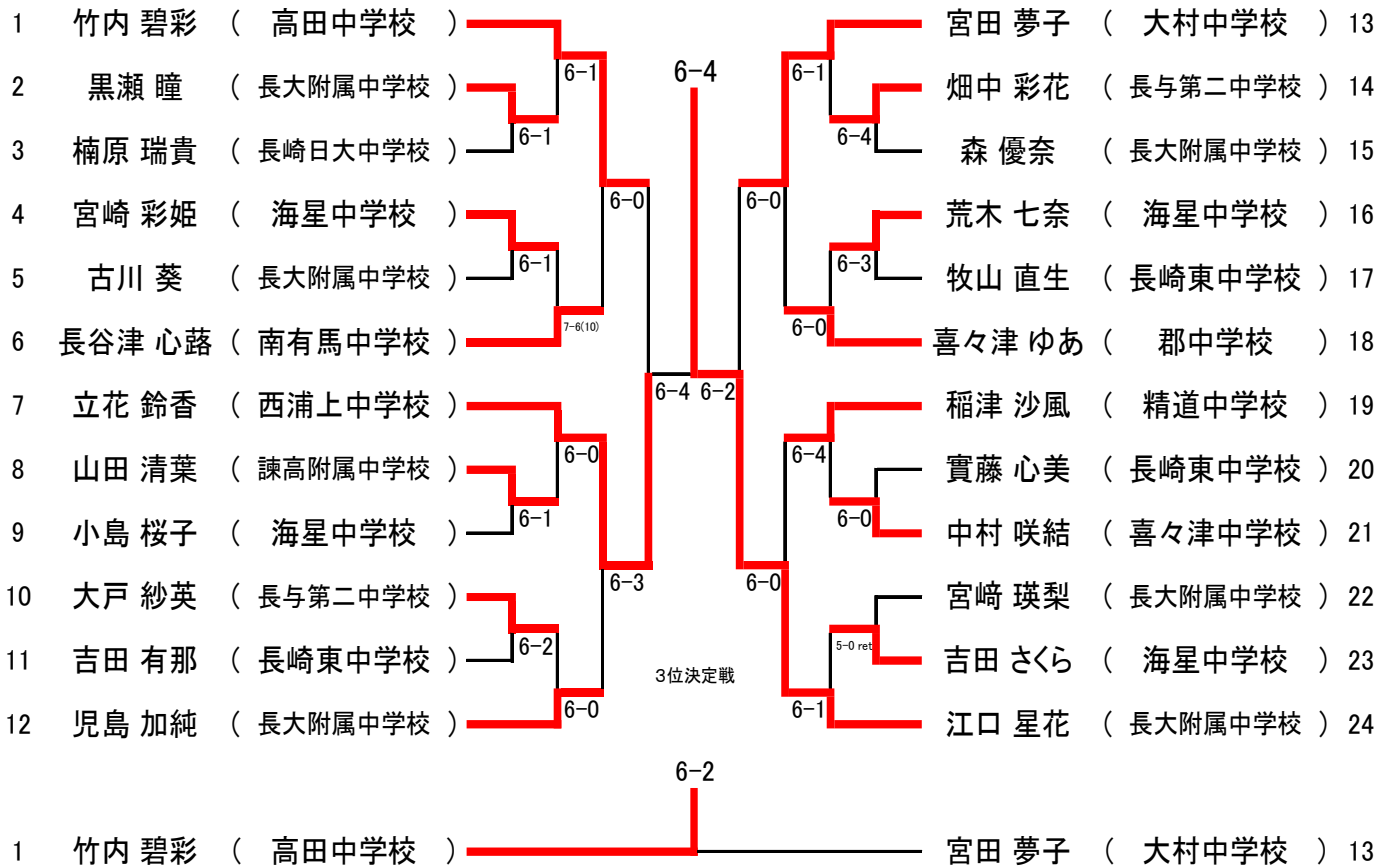 1 竹内 碧彩 ( 高田中学校 )
2 黒瀬 瞳 ( 長大附属中学校 )
3 楠原 瑞貴 ( 長崎日大中学校 )
4 宮崎 彩姫 ( 海星中学校 )
5 古川 葵 ( 長大附属中学校 )
6 長谷津 心蕗 ( 南有馬中学校 )
7 立花 鈴香 ( 西浦上中学校 )
8 山田 清葉 ( 諫高附属中学校 )
9 小島 桜子 ( 海星中学校 )
10 大戸 紗英 ( 長与第二中学校 )
11 吉田 有那 ( 長崎東中学校 )
12 児島 加純 ( 長大附属中学校 )
6-1
6-1
6-0
6-1
7-6(10)
6-0
6-1
6-3
6-2
6-0
6-4
6-4 6-2
6-1
6-4
6-0
6-3
6-0
6-4
6-0
6-0
5-0 ret
6-1
宮田 夢子 ( 大村中学校 ) 13
畑中 彩花 ( 長与第二中学校 ) 14
森 優奈 ( 長大附属中学校 ) 15
荒木 七奈 ( 海星中学校 ) 16
牧山 直生 ( 長崎東中学校 ) 17
喜々津 ゆあ ( 郡中学校 ) 18
稲津 沙風 ( 精道中学校 ) 19
實藤 心美 ( 長崎東中学校 ) 20
中村 咲結 ( 喜々津中学校 ) 21
宮﨑 瑛梨 ( 長大附属中学校 ) 22
吉田 さくら ( 海星中学校 ) 23
江口 星花 ( 長大附属中学校 ) 24
3位決定戦
6-2
1 竹内 碧彩 ( 高田中学校 )
宮田 夢子 ( 大村中学校 ) 13